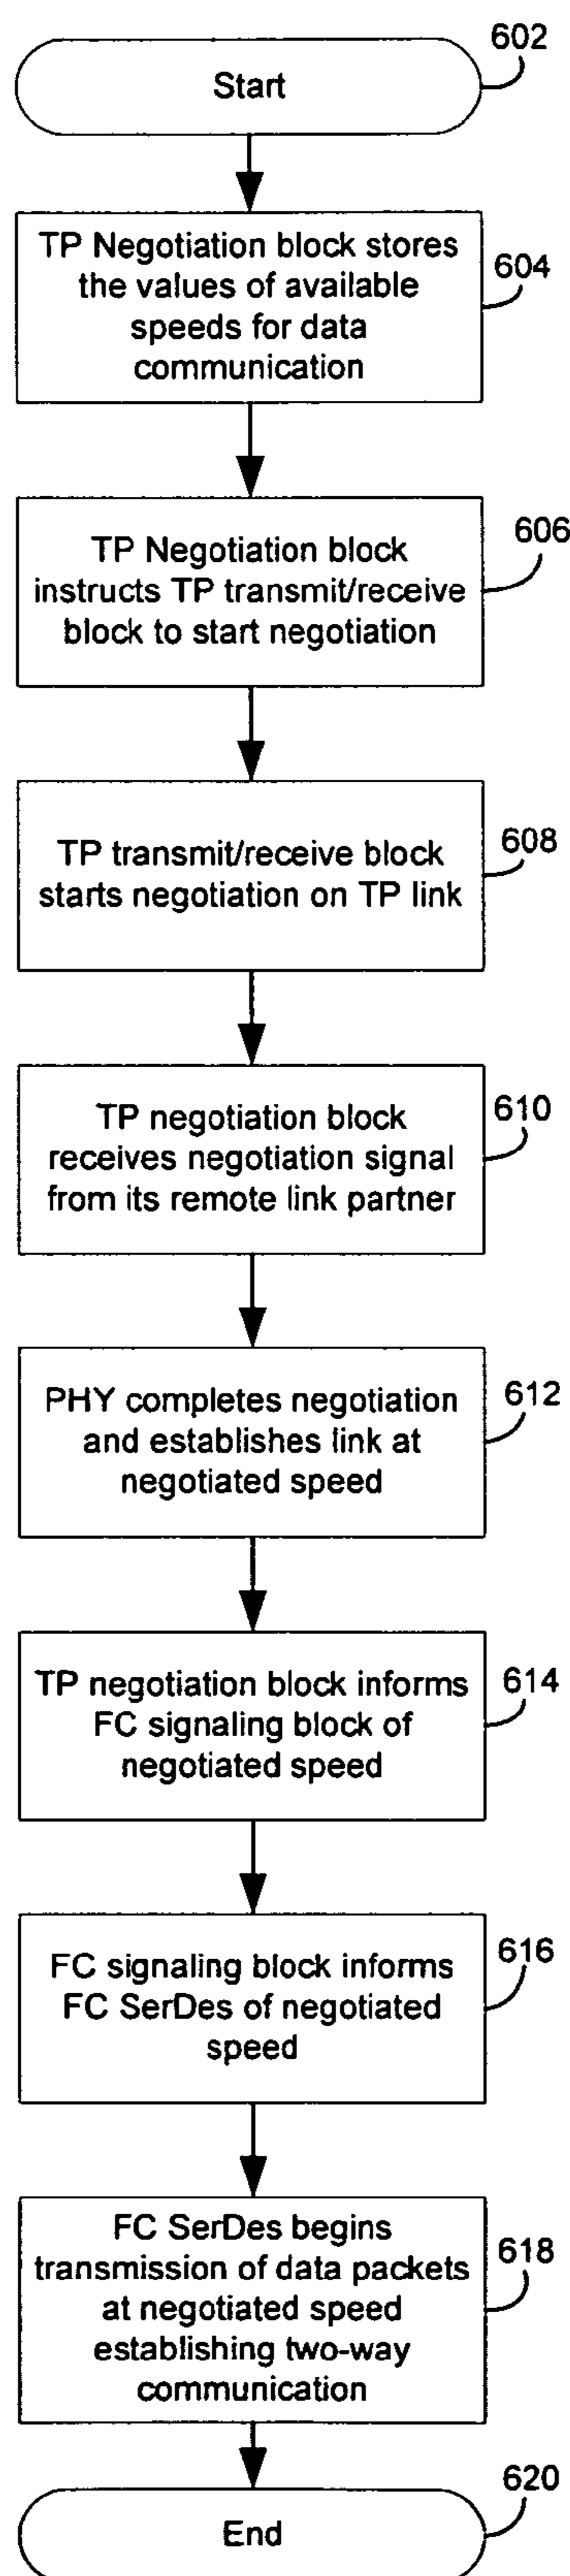 602
Start
TP Negotiation block stores
the values of available
speeds for data
communication
604
TP Negotiation block
instructs TP transmit/receive
block to start negotiation
606
TP transmit/receive block
starts negotiation on TP link
608
TP negotiation block
receives negotiation signal
from its remote link partner
610
PHY completes negotiation
and establishes link at
negotiated speed
612
TP negotiation block informs
FC signaling block of
negotiated speed
614
FC signaling block informs
FC SerDes of negotiated
speed
616
FC SerDes begins
transmission of data packets
at negotiated speed
establishing two-way
communication
618
End
620